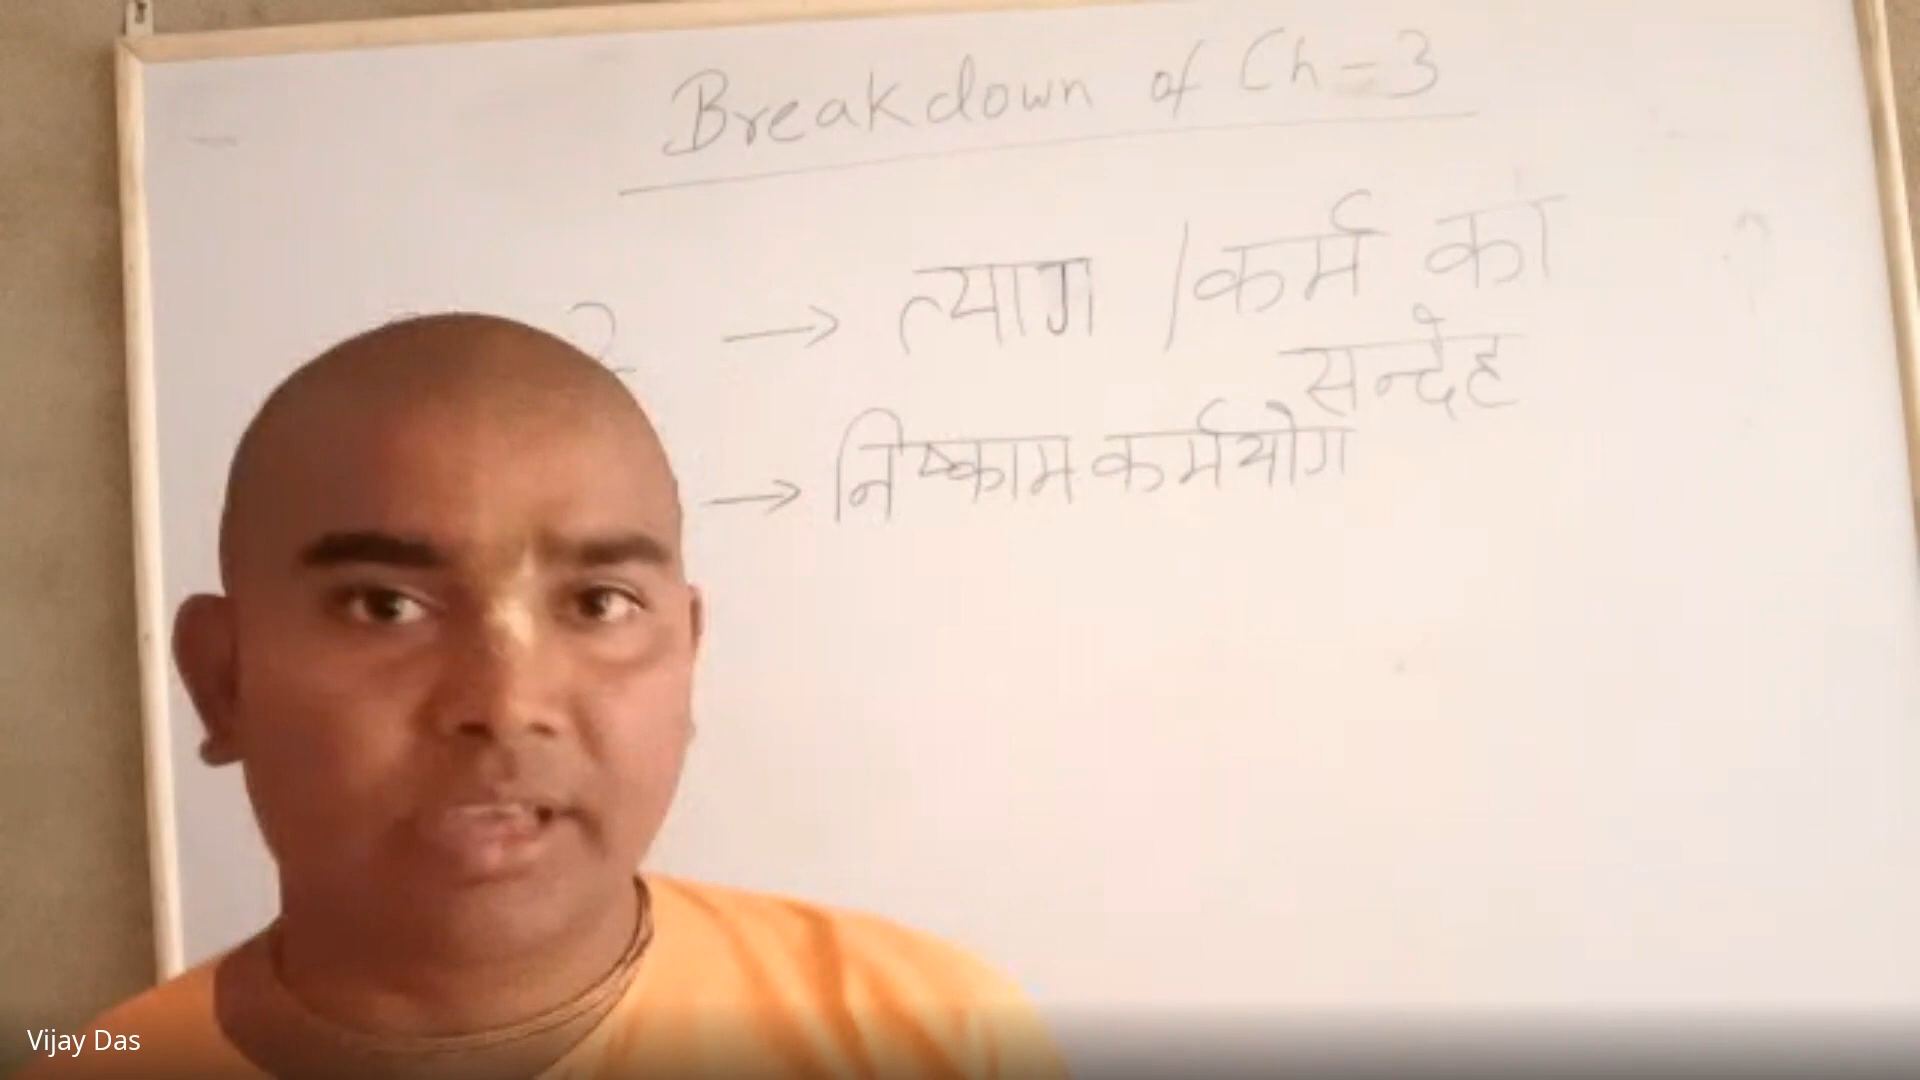 Breakdown of Ch-3
2 → त्याग / कर्म का
सन्देह
→ निष्काम कर्मयोग
Vijay Das